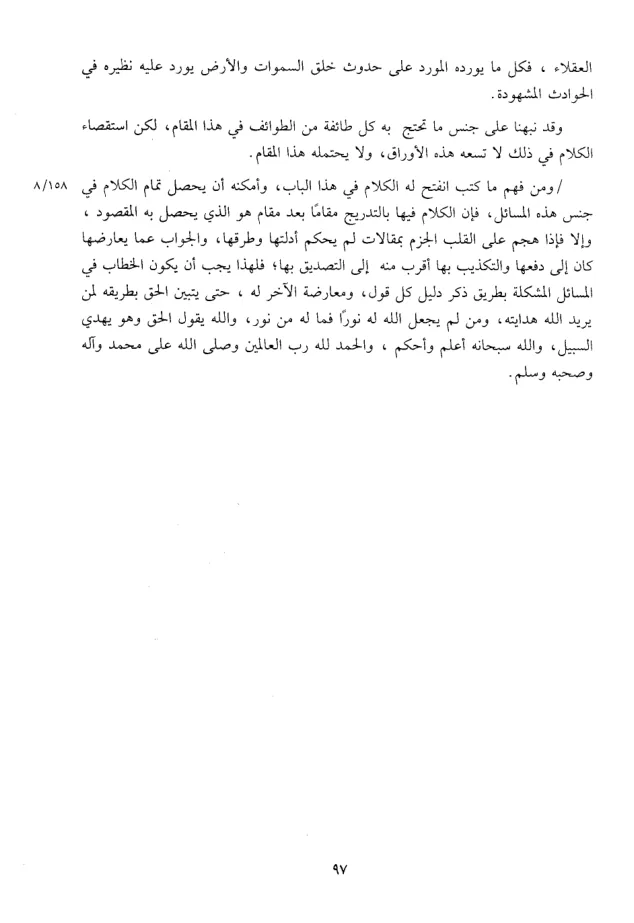 العقلاء ، فكل ما يورده المورد على حدوث خلق السموات والأرض يورد عليه نظيره في
الحوادث المشهودة.
وقد نبهنا على جنس ما تحتج به كل طائفة من الطوائف في هذا المقام، لكن استقصاء
الكلام في ذلك لا تسعه هذه الأوراق، ولا يحتمله هذا المقام.
/ ومن فهم ما كتب انفتح له الكلام في هذا الباب، وأمكنه أن يحصل تمام الكلام في ٨/١٥٨
جنس هذه المسائل، فإن الكلام فيها بالتدريج مقامًا بعد مقام هو الذي يحصل به المقصود ،
وإلا فإذا هجم على القلب الجزم بمقالات لم يحكم أدلتها وطرقها، والجواب عما يعارضها
كان إلى دفعها والتكذيب بها أقرب منه إلى التصديق بها؛ فلهذا يجب أن يكون الخطاب في
المسائل المشكلة بطريق ذكر دليل كل قول، ومعارضة الآخر له ، حتى يتبين الحق بطريقه لمن
يريد الله هدايته، ومن لم يجعل الله له نورًا فما له من نور، والله يقول الحق وهو يهدي
السبيل، والله سبحانه أعلم وأحكم ، والحمد لله رب العالمين وصلى الله على محمد وآله
وصحبه وسلم.
٩٧